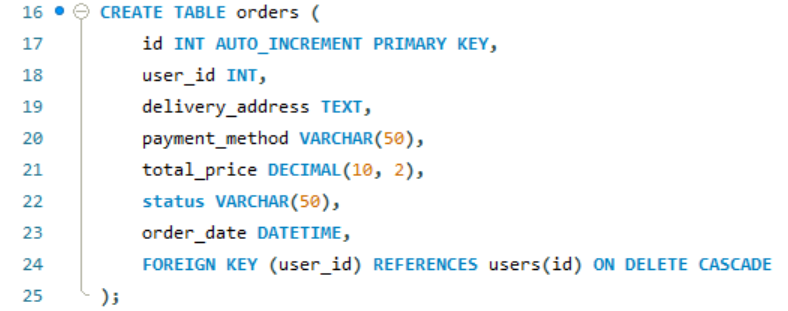 16 CREATE TABLE orders (
17 id INT AUTO_INCREMENT PRIMARY KEY,
18 user_id INT,
19 delivery_address TEXT,
20 payment_method VARCHAR(50),
21 total_price DECIMAL(10, 2),
22 status VARCHAR(50),
23 order_date DATETIME,
24 FOREIGN KEY (user_id) REFERENCES users(id) ON DELETE CASCADE
25 );